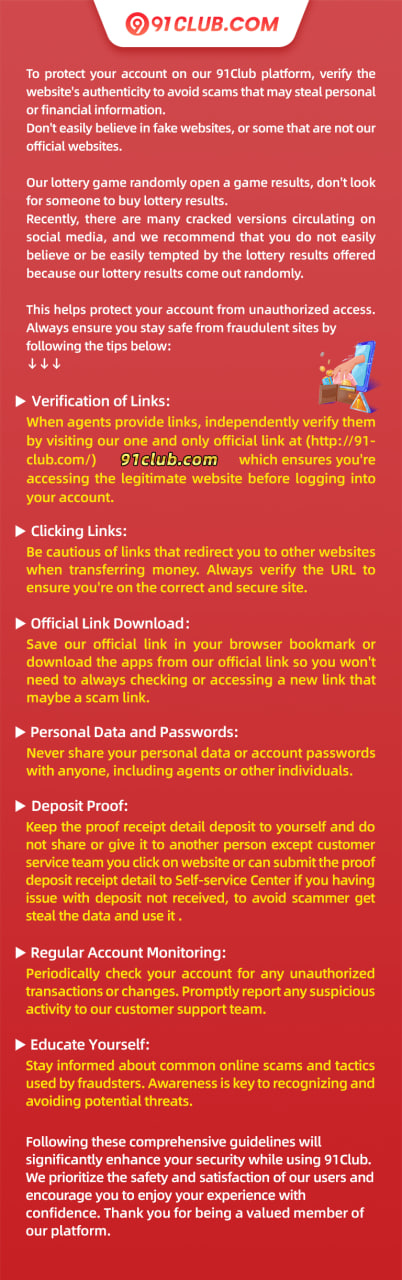 91CLUB.COM
To protect your account on our 91Club platform, verify the
website's authenticity to avoid scams that may steal personal
or financial information.
Don't easily believe in fake websites, or some that are not our
official websites.
Our lottery game randomly open a game results, don't look
for someone to buy lottery results.
Recently, there are many cracked versions circulating on
social media, and we recommend that you do not easily
believe or be easily tempted by the lottery results offered
because our lottery results come out randomly.
This helps protect your account from unauthorized access.
Always ensure you stay safe from fraudulent sites by
following the tips below:
↓↓↓
▶ Verification of Links:
When agents provide links, independently verify them
by visiting our one and only official link at (http://91-
club.com/) 91club.com which ensures you're
accessing the legitimate website before logging into
your account.
▶ Clicking Links:
Be cautious of links that redirect you to other websites
when transferring money. Always verify the URL to
ensure you're on the correct and secure site.
▶ Official Link Download:
Save our official link in your browser bookmark or
download the apps from our official link so you won't
need to always checking or accessing a new link that
maybe a scam link.
▶ Personal Data and Passwords:
Never share your personal data or account passwords
with anyone, including agents or other individuals.
▶ Deposit Proof:
Keep the proof receipt detail deposit to yourself and do
not share or give it to another person except customer
service team you click on website or can submit the proof
deposit receipt detail to Self-service Center if you having
issue with deposit not received, to avoid scammer get
steal the data and use it .
▶ Regular Account Monitoring:
Periodically check your account for any unauthorized
transactions or changes. Promptly report any suspicious
activity to our customer support team.
▶ Educate Yourself:
Stay informed about common online scams and tactics
used by fraudsters. Awareness is key to recognizing and
avoiding potential threats.
Following these comprehensive guidelines will
significantly enhance your security while using 91Club.
We prioritize the safety and satisfaction of our users and
encourage you to enjoy your experience with
confidence. Thank you for being a valued member of
our platform.